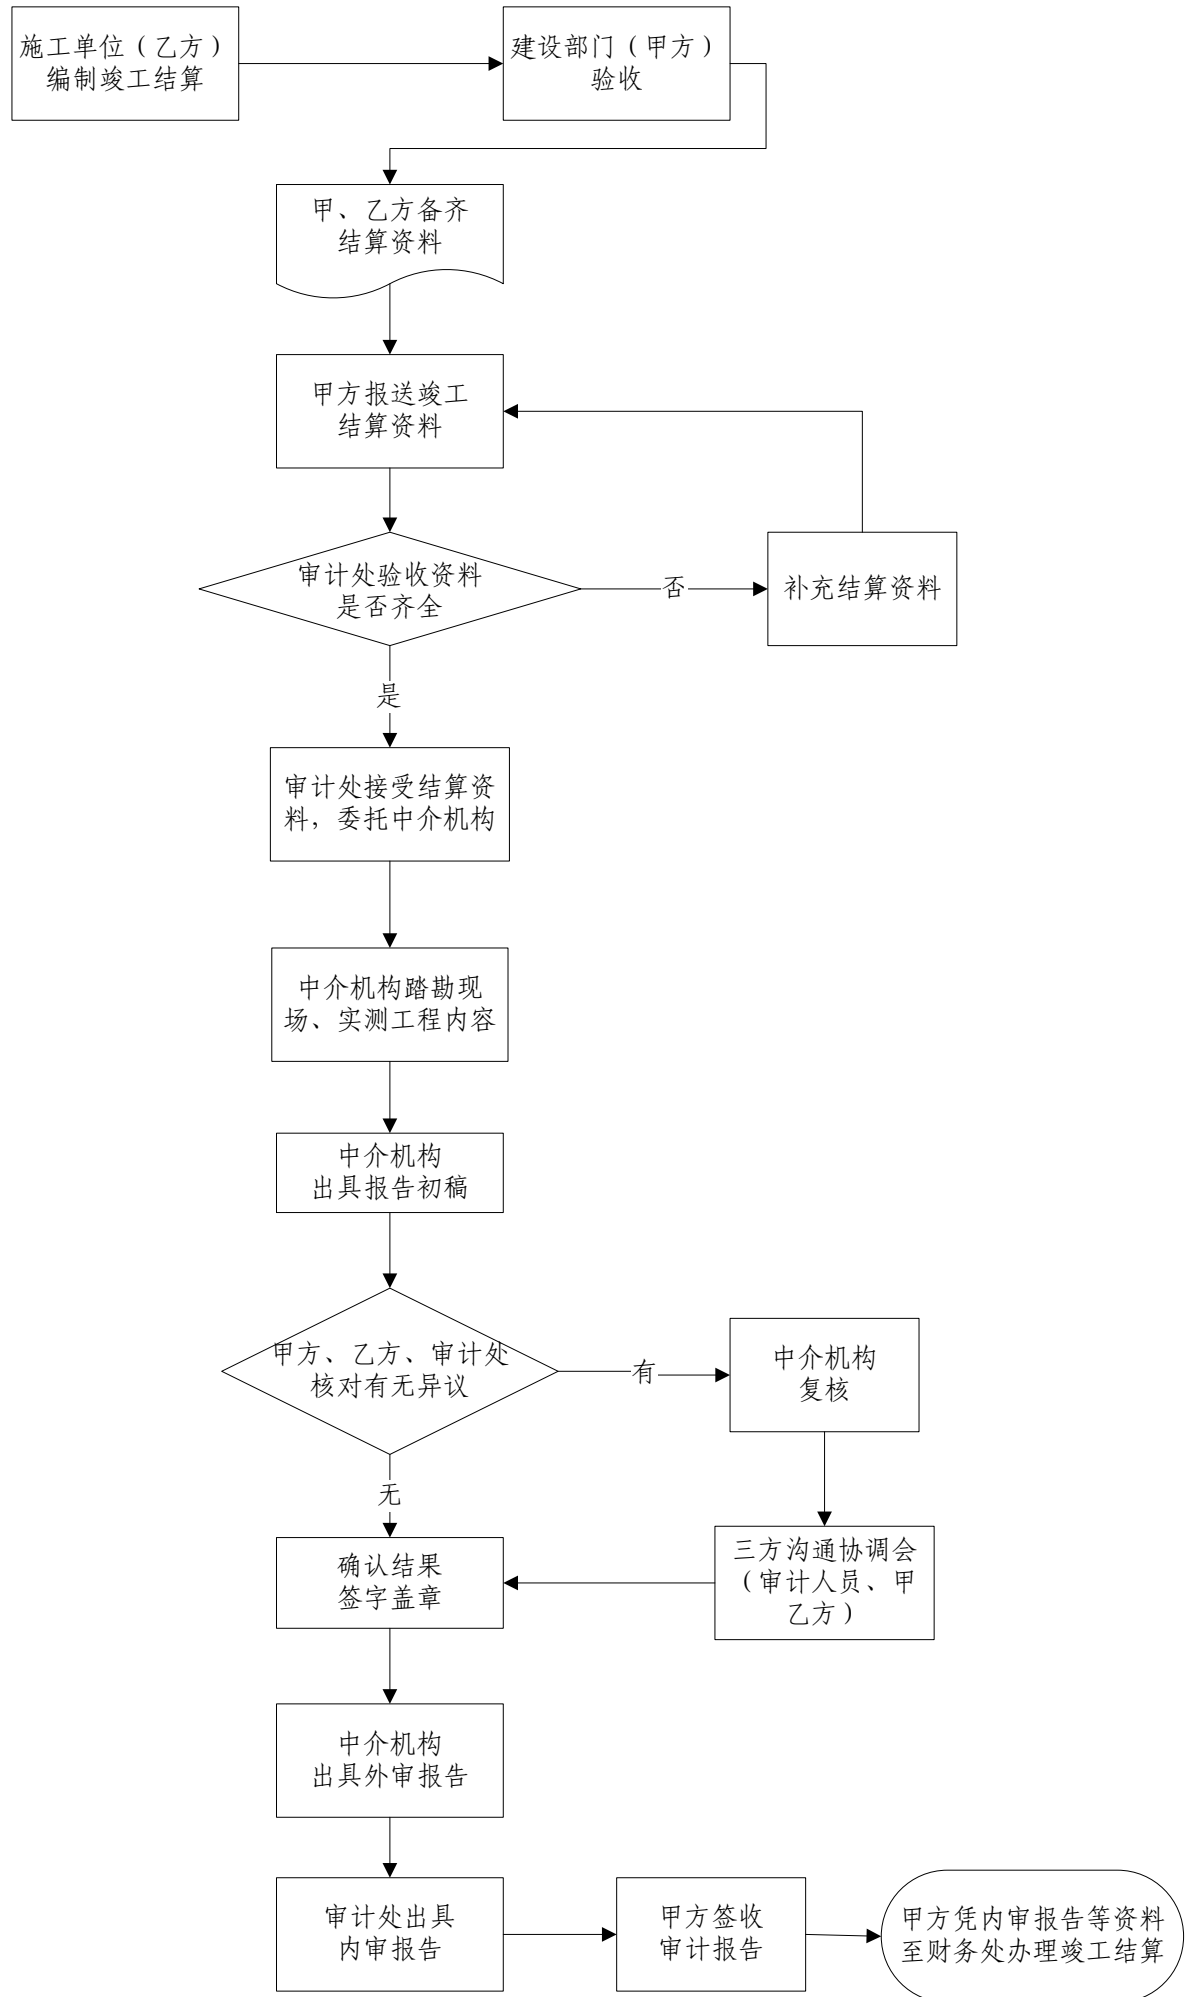 施工单位（乙方）
编制竣工结算
建设部门（甲方）
验收
甲、乙方备齐
结算资料
甲方报送竣工
结算资料
审计处验收资料
是否齐全
否
补充结算资料
是
审计处接受结算资
料，委托中介机构
中介机构踏勘现
场、实测工程内容
中介机构
出具报告初稿
甲方、乙方、审计处
核对有无异议
有
中介机构
复核
无
确认结果
签字盖章
三方沟通协调会
（审计人员、甲
乙方）
中介机构
出具外审报告
审计处出具
内审报告
甲方签收
审计报告
甲方凭内审报告等资料
至财务处办理竣工结算